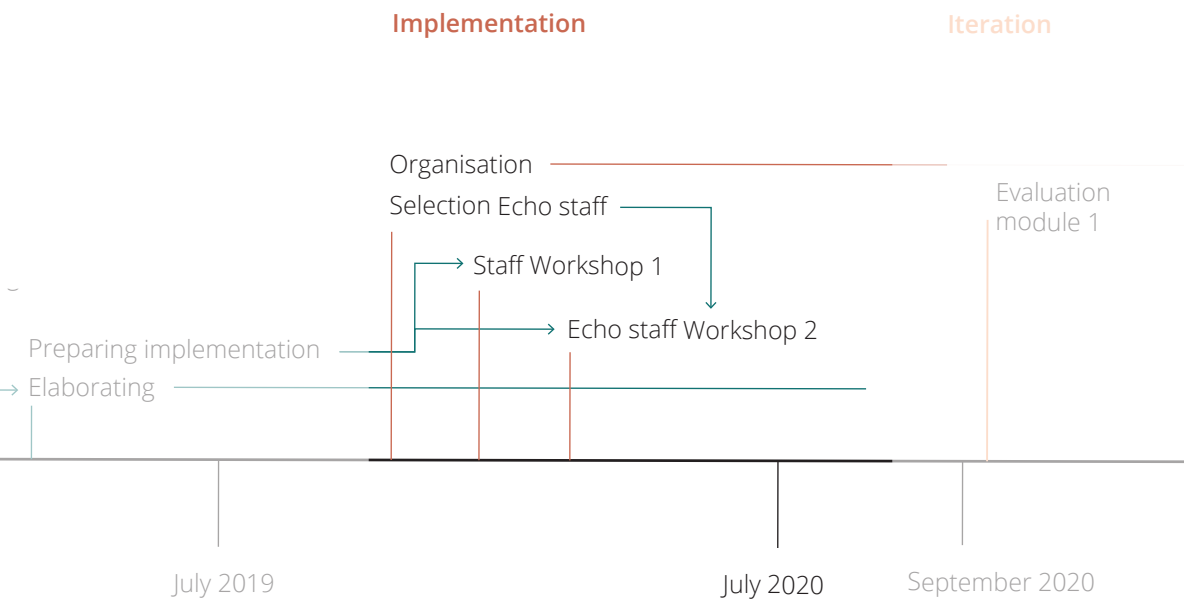 Implementation
Iteration
Organisation
Evaluation
module 1
Selection Echo staff
Staff Workshop 1
Echo staff Workshop 2
Preparing implementation
Elaborating
July 2019
July 2020
September 2020